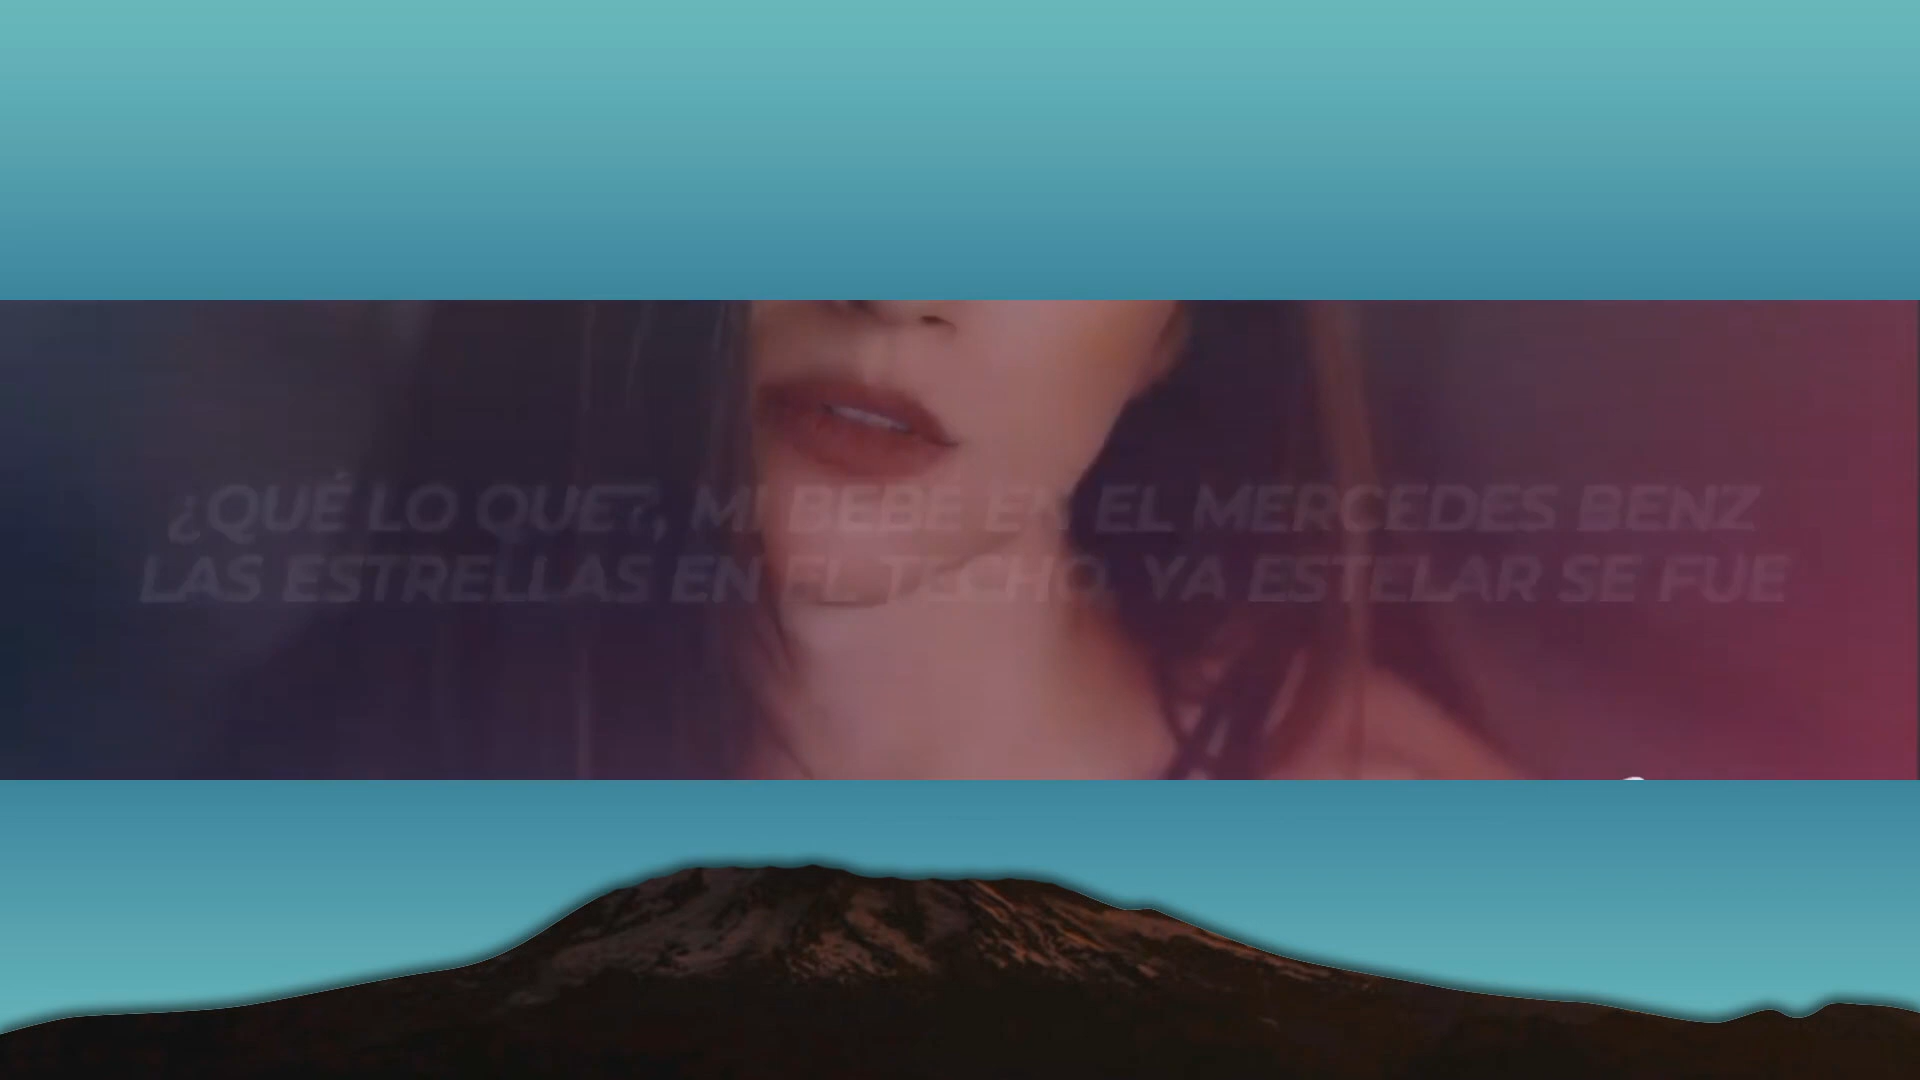 ¿QUÉ LO QUE?, MI BEBÉ EN EL MERCEDES BENZ
LAS ESTRELLAS EN EL TECHO, YA ESTELAR SE FUE